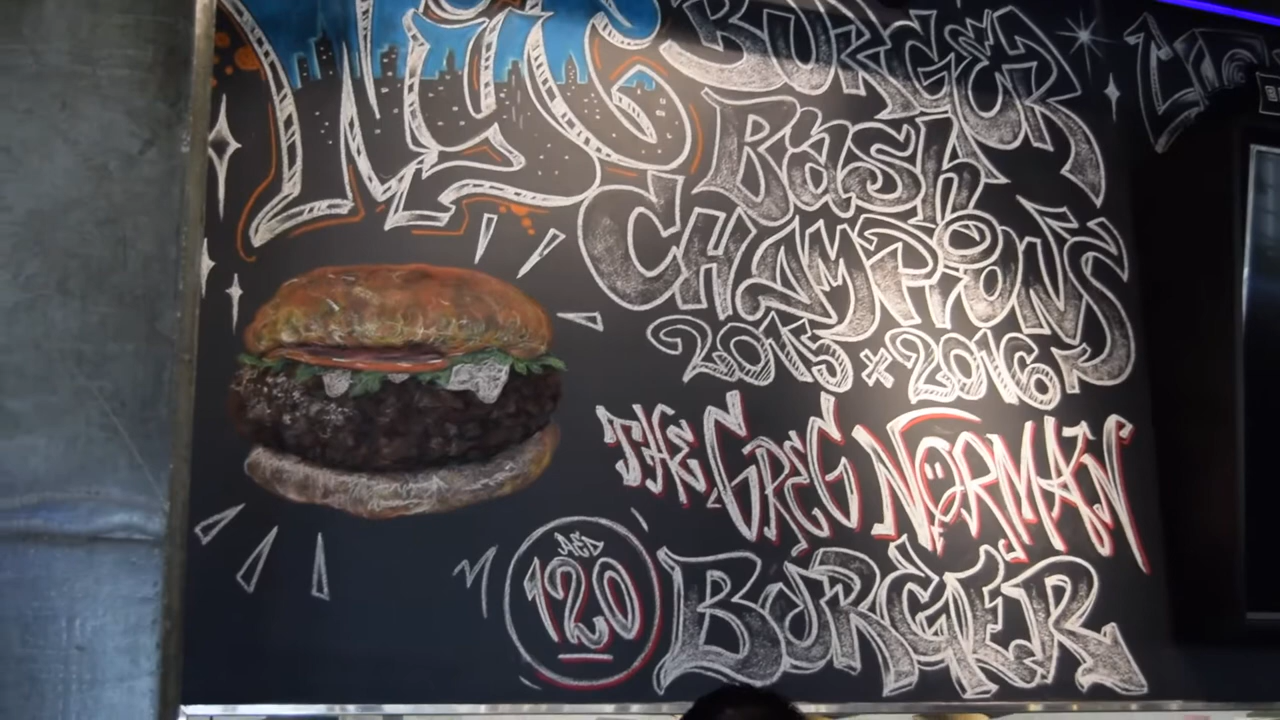 NyC BURGER
Bash
CHAMPiONS
2015 x 2016
THE GREG NORMAN
BURGER
AED
120